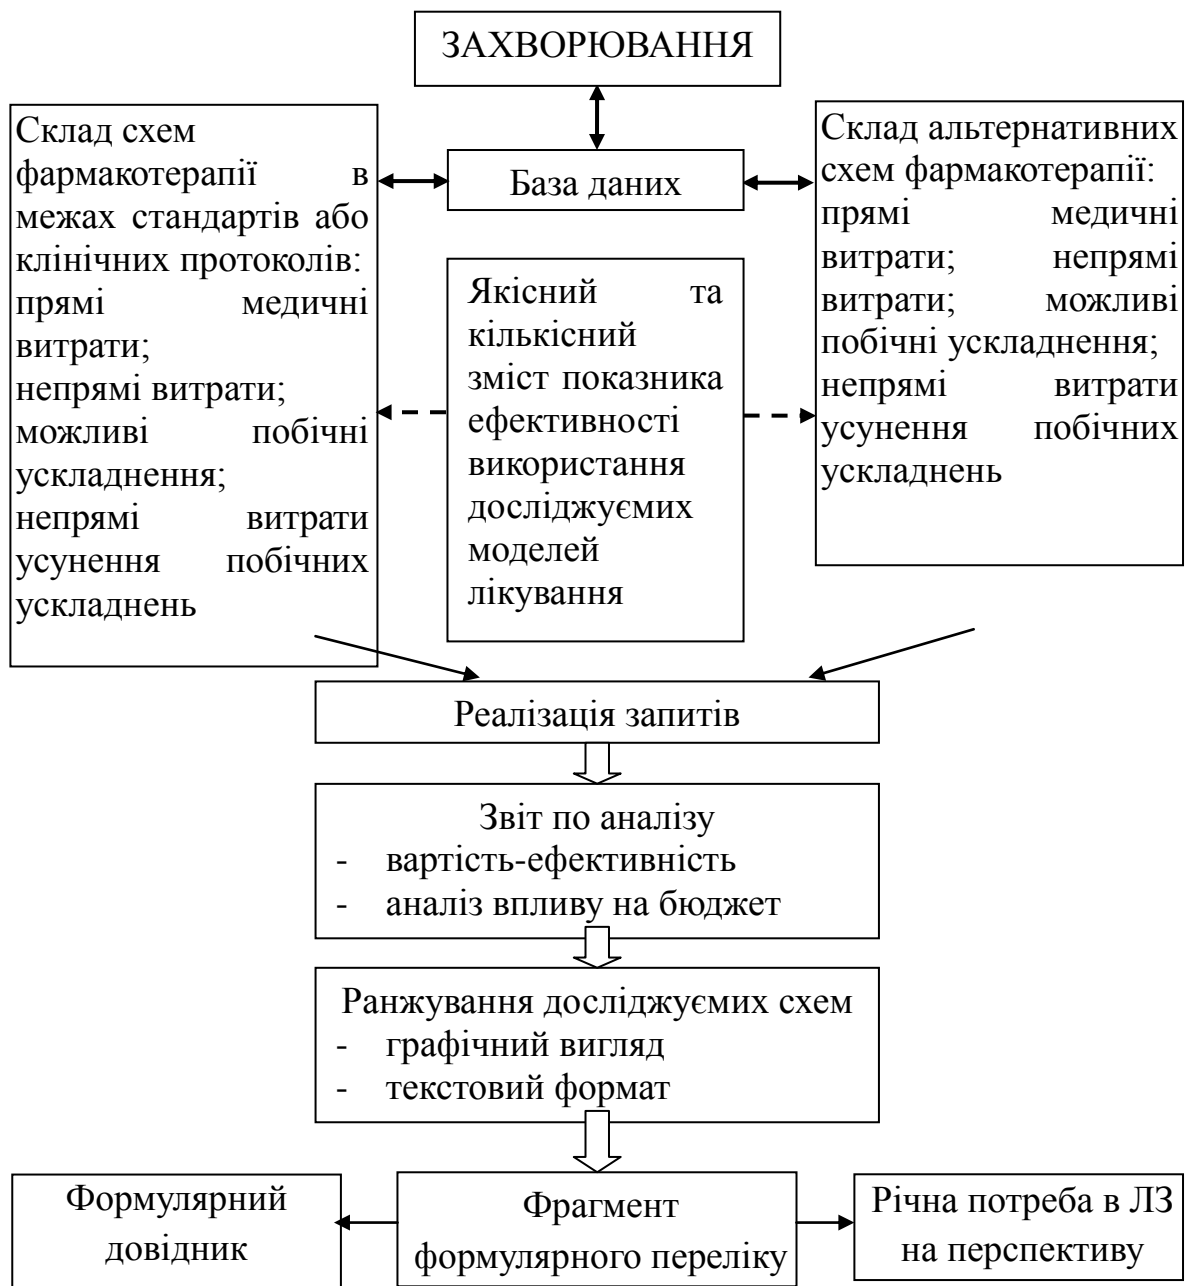 ЗАХВОРЮВАННЯ
Склад схем
фармакотерапії в
межах стандартів або
клінічних протоколів:
прямі медичні
витрати;
непрямі витрати;
можливі побічні
ускладнення;
непрямі витрати
усунення побічних
ускладнень
База даних
Якісний та
кількісний
зміст показника
ефективності
використання
досліджуємих
моделей
лікування
Склад альтернативних
схем фармакотерапії:
прямі медичні
витрати; непрямі
витрати; можливі
побічні ускладнення;
непрямі витрати
усунення побічних
ускладнень
Реалізація запитів
Звіт по аналізу
- вартість-ефективність
- аналіз впливу на бюджет
Ранжування досліджуємих схем
- графічний вигляд
- текстовий формат
Формулярний
довідник
Фрагмент
формулярного переліку
Річна потреба в ЛЗ
на перспективу